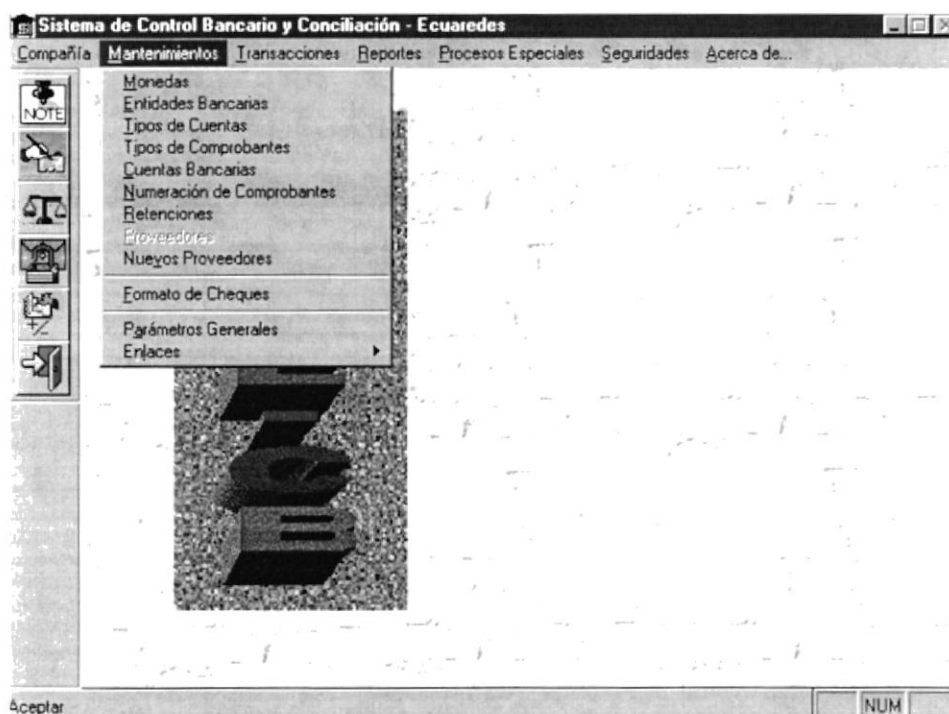 Sistema de Control Bancario y Conciliación - Ecuaredes
Compañía Mantenimientos Transacciones Reportes Procesos Especiales Seguridades Acerca de...
NOTE
Monedas
Entidades Bancarias
Tipos de Cuentas
Tipos de Comprobantes
Cuentas Bancarias
Numeración de Comprobantes
Retenciones
Proveedores
Nuevos Proveedores
Formato de Cheques
Parámetros Generales
Enlaces
Aceptar
NUM